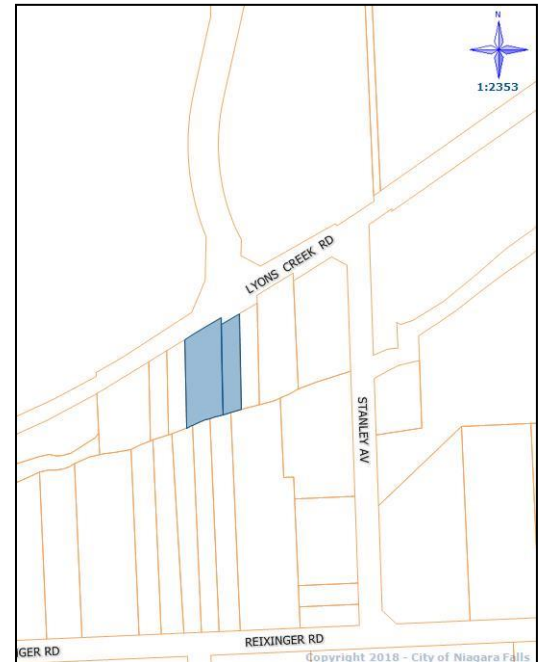 N
1:2353
LYONS CREEK RD
STANLEY AV
REIXINGER RD
GER RD
Copyright 2018 - City of Niagara Falls